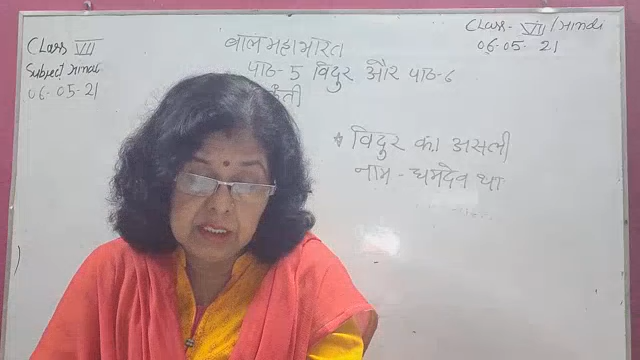 Class VII
Subject Hindi
06-05-21
बाल महाभारत
पाठ-5 विदुर और पाठ-6
कुंती
Class- VII / Hindi
06-05-21
* विदुर का असली
नाम - धर्मदेव था